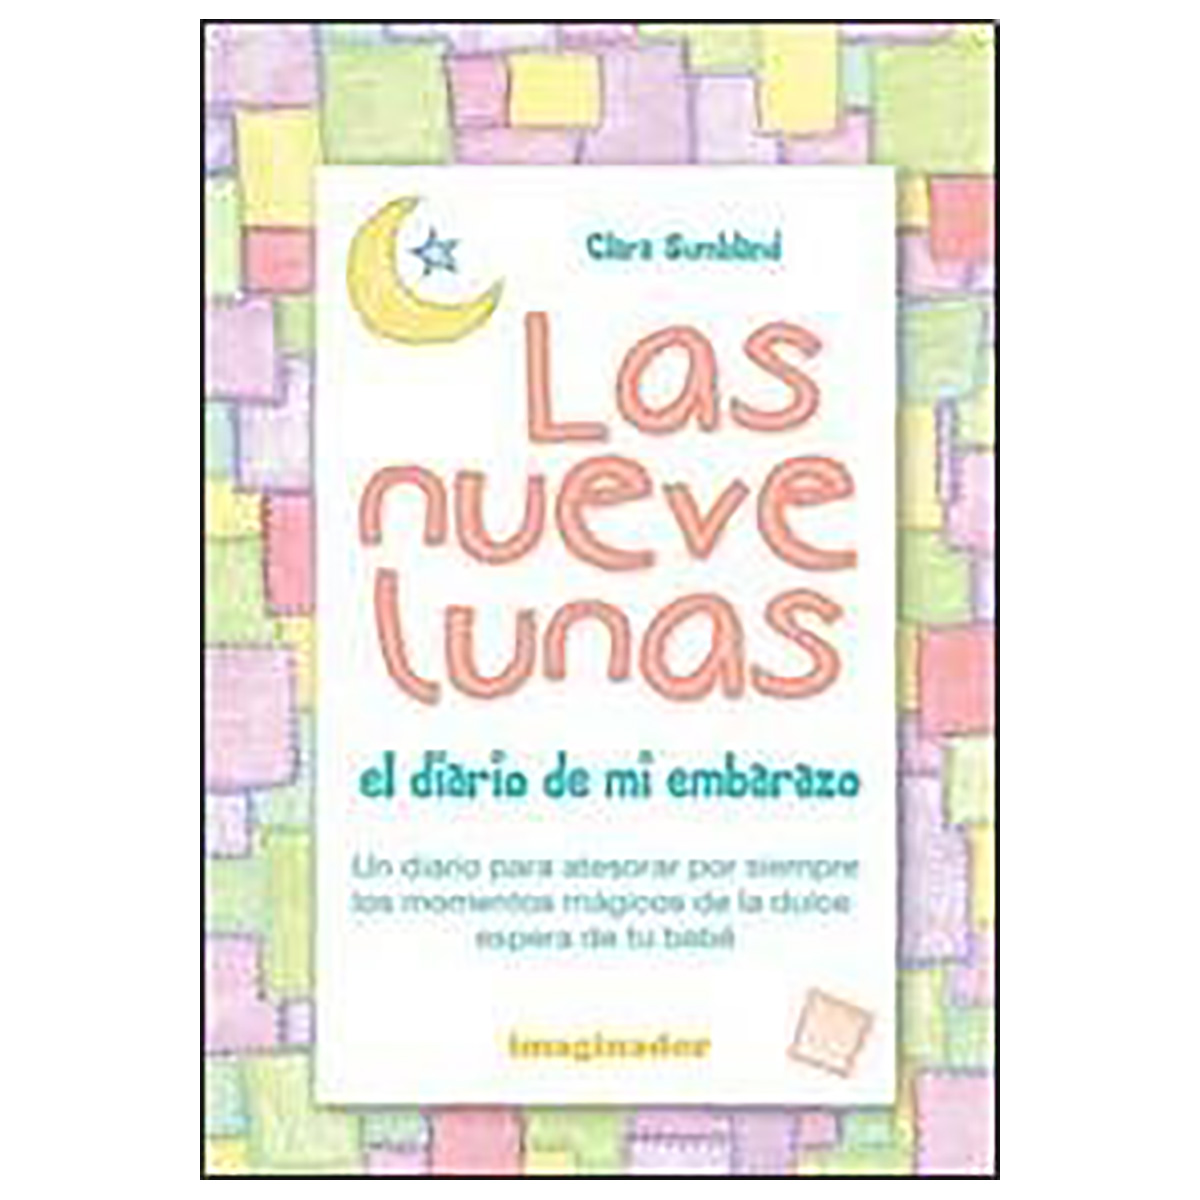 Clara Sunbland
Las
nueve
lunas
el diario de mi embarazo
Un diario para atesorar por siempre
los momentos mágicos de la dulce
espera de tu bebé
imaginador